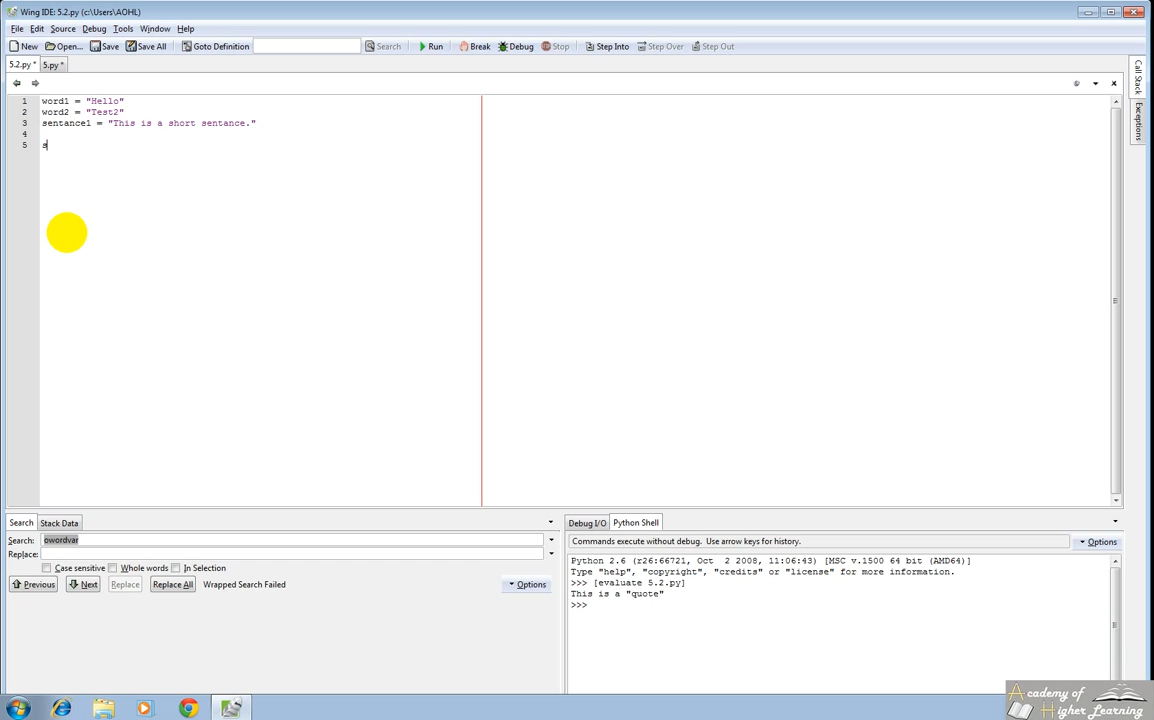 Wing IDE: 5.2.py (c:\Users\AOHL)
File Edit Source Debug Tools Window Help
New Open... Save Save All Goto Definition Search Run Break Debug Stop Step Into Step Over Step Out
5.2.py * 5.py *
Call Stack
Exceptions
1 word1 = "Hello"
2 word2 = "Test2"
3 sentance1 = "This is a short sentance."
4
5 s
Search Stack Data
Search: owordvar
Replace:
Case sensitive Whole words In Selection
Previous Next Replace Replace All Wrapped Search Failed Options
Debug I/O Python Shell
Commands execute without debug. Use arrow keys for history. Options
Python 2.6 (r26:66721, Oct 2 2008, 11:06:43) [MSC v.1500 64 bit (AMD64)]
Type "help", "copyright", "credits" or "license" for more information.
>>> [evaluate 5.2.py]
This is a "quote"
>>>
Academy of
Higher Learning